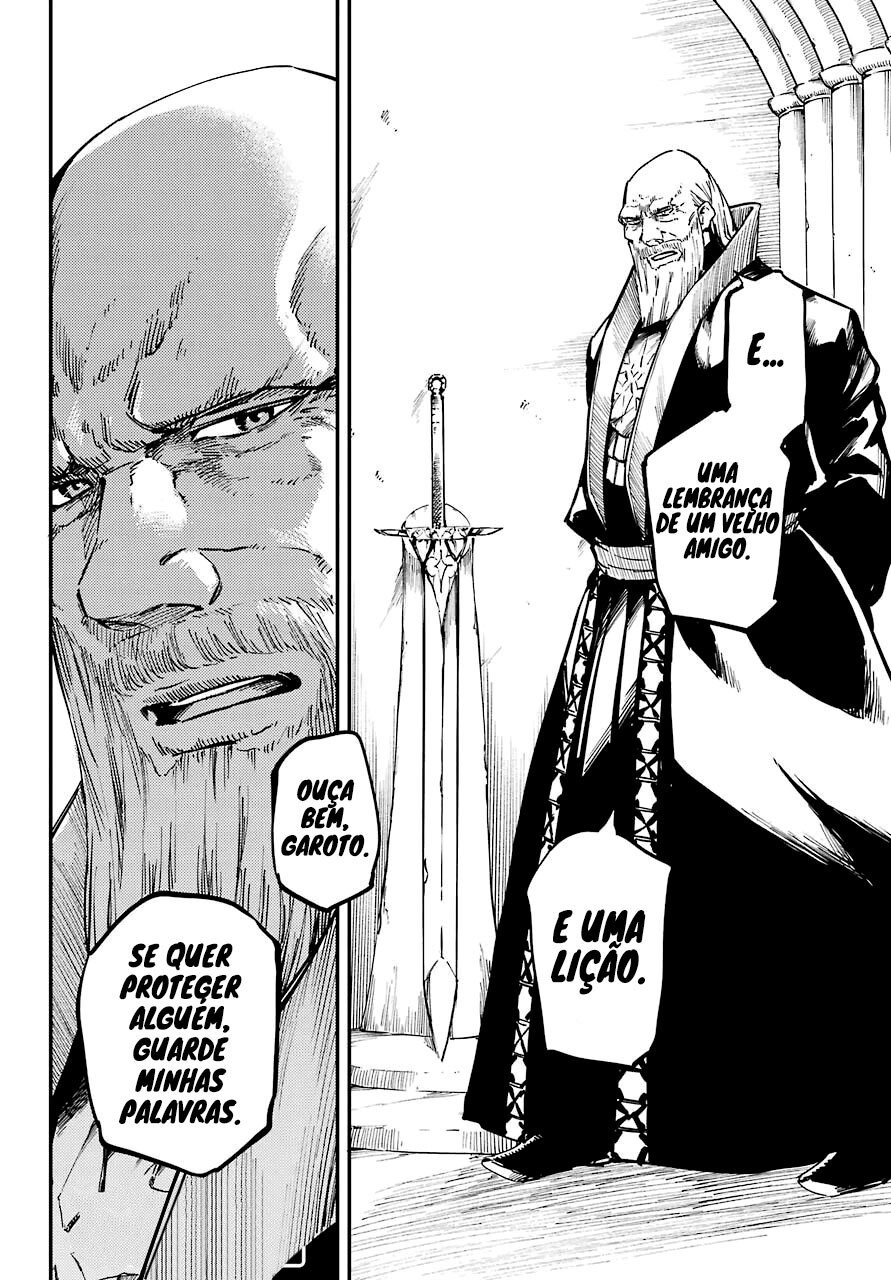 E...
UMA
LEMBRANÇA
DE UM VELHO
AMIGO.
E UMA
LIÇÃO.
OUÇA
BEM,
GAROTO.
SE QUER
PROTEGER
ALGUÉM,
GUARDE
MINHAS
PALAVRAS.